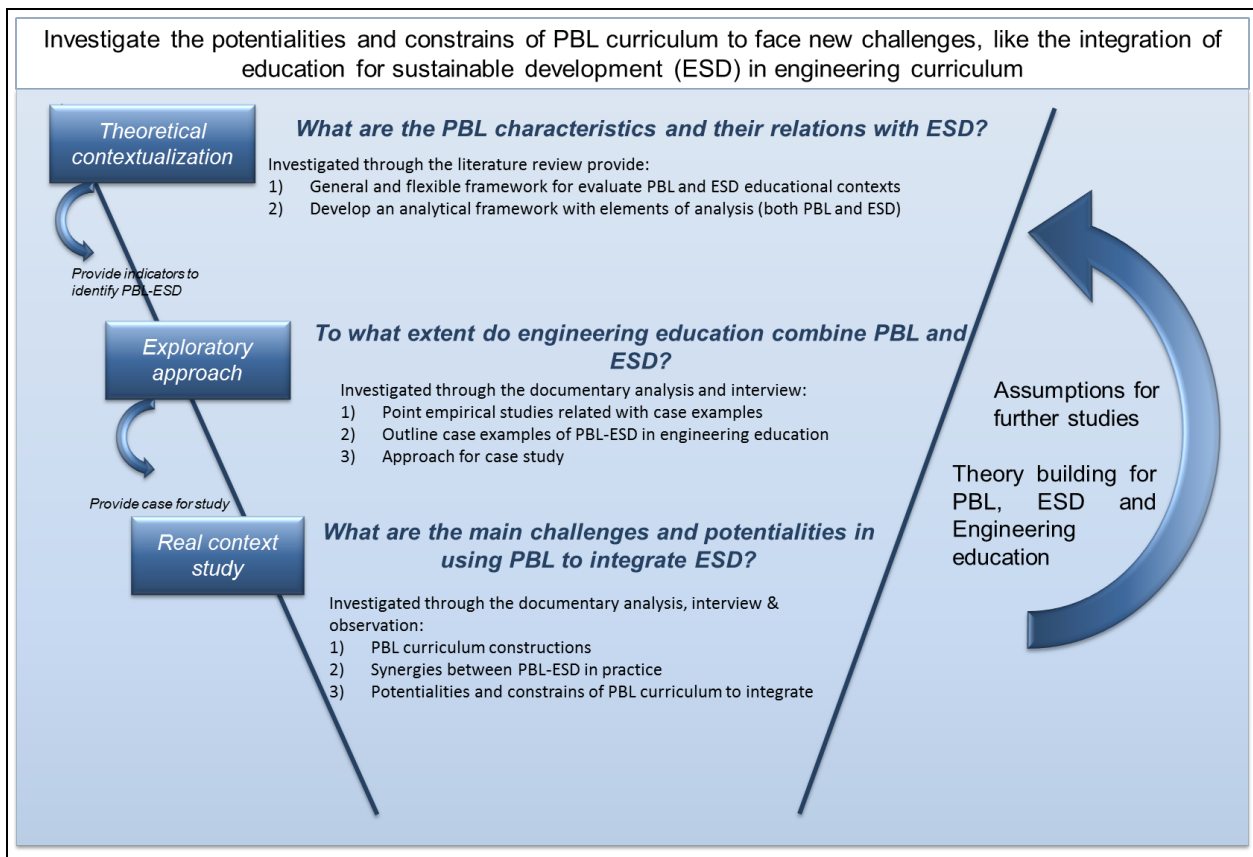 Investigate the potentialities and constrains of PBL curriculum to face new challenges, like the integration of
education for sustainable development (ESD) in engineering curriculum
Theoretical
contextualization
What are the PBL characteristics and their relations with ESD?
Investigated through the literature review provide:
1) General and flexible framework for evaluate PBL and ESD educational contexts
2) Develop an analytical framework with elements of analysis (both PBL and ESD)
Provide indicators to
identify PBL-ESD
Exploratory
approach
To what extent do engineering education combine PBL and
ESD?
Investigated through the documentary analysis and interview:
1) Point empirical studies related with case examples
2) Outline case examples of PBL-ESD in engineering education
3) Approach for case study
Provide case for study
Real context
study
What are the main challenges and potentialities in
using PBL to integrate ESD?
Investigated through the documentary analysis, interview &
observation:
1) PBL curriculum constructions
2) Synergies between PBL-ESD in practice
3) Potentialities and constrains of PBL curriculum to integrate
Assumptions for
further studies
Theory building for
PBL, ESD and
Engineering
education